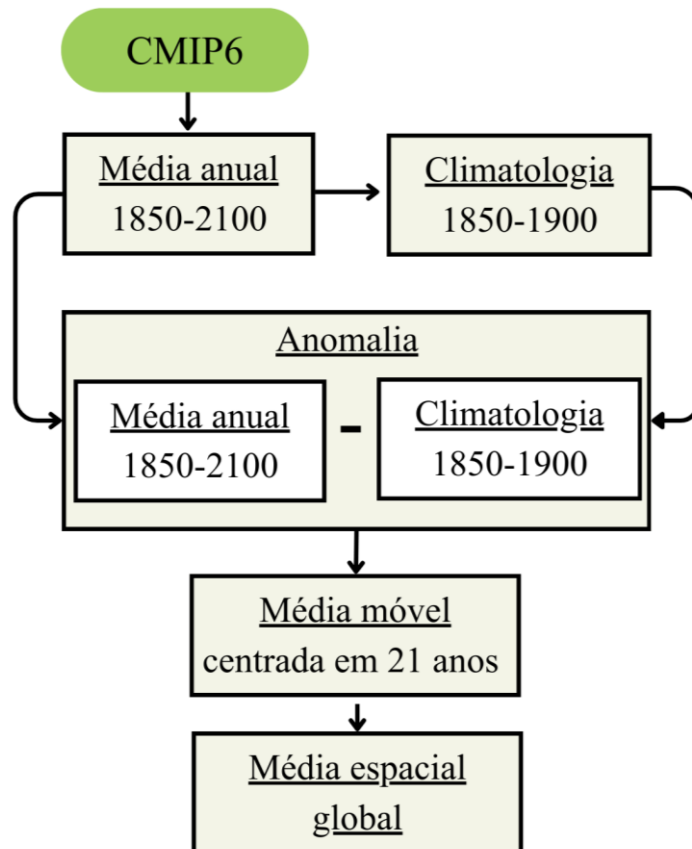 CMIP6
Média anual
1850-2100
Climatologia
1850-1900
Anomalia
Média anual
1850-2100
-
Climatologia
1850-1900
Média móvel
centrada em 21 anos
Média espacial
global